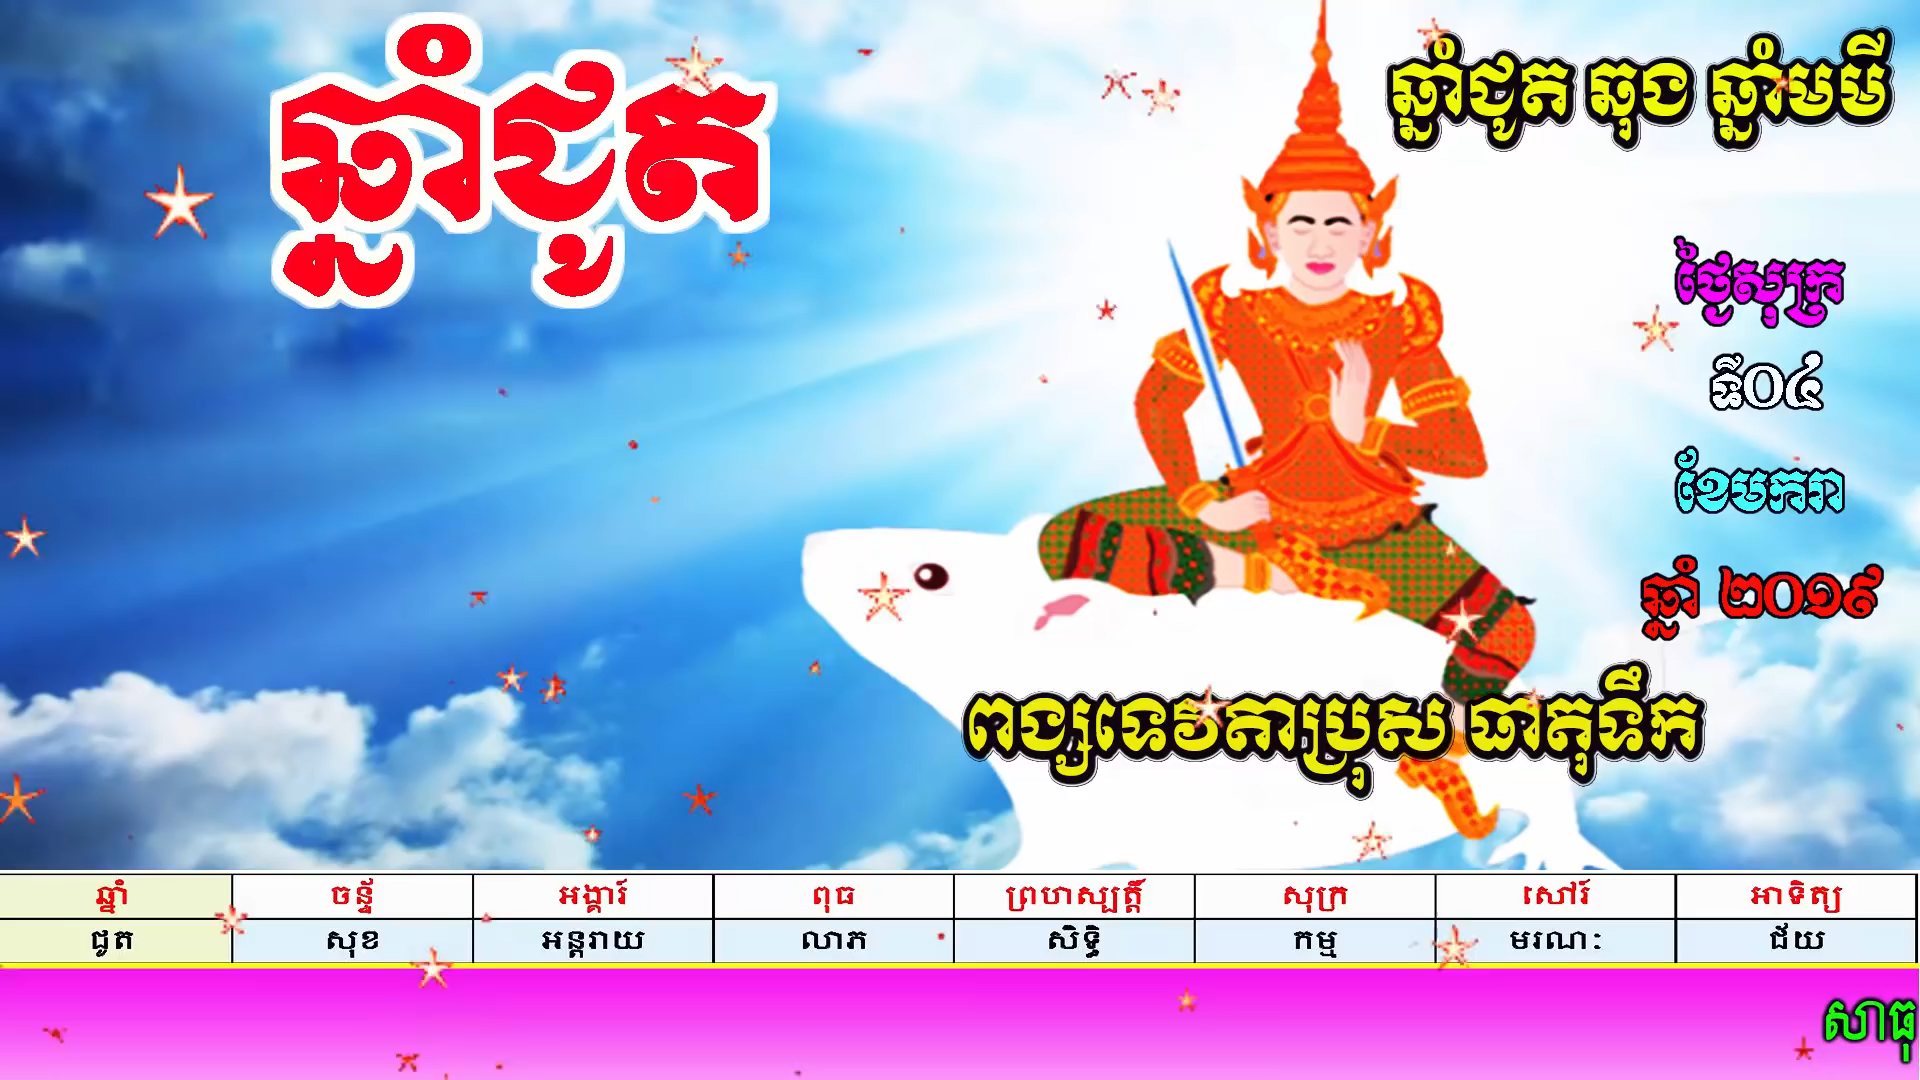 ឆ្នាំជូត
ឆ្នាំជូត ឆុង ឆ្នាំមមី
ថ្ងៃសុក្រ
ទី០៤
ខែមករា
ឆ្នាំ ២០១៩
ពង្សទេវតាប្រុស ធាតុទឹក
ឆ្នាំ ចន្ទ័ អង្គារ៍ ពុធ ព្រហស្បត្តិ៍ សុក្រ សៅរ៍ អាទិត្យ
ជូត សុខ អន្តរាយ លាភ សិទ្ធិ កម្ម មរណៈ ជ័យ
សាធុ